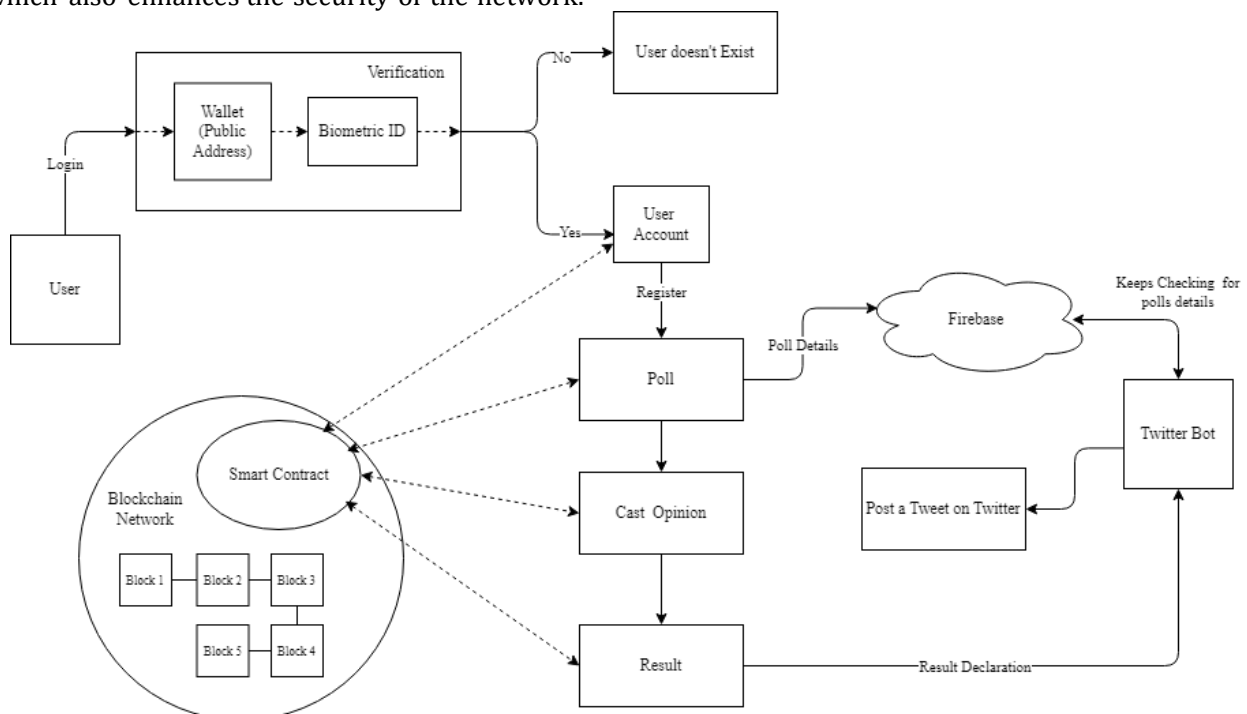 which also enhances the security of the network.
Verification
Wallet
(Public
Address)
Biometric ID
No
User doesn't Exist
Login
User
Yes
User
Account
Register
Poll
Poll Details
Firebase
Keeps Checking for
polls details
Twitter Bot
Post a Tweet on Twitter
Smart Contract
Blockchain
Network
Block 1
Block 2
Block 3
Block 5
Block 4
Cast Opinion
Result
Result Declaration